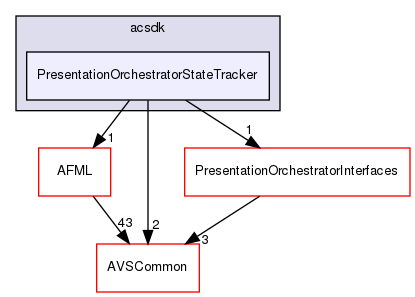 acsdk
PresentationOrchestratorStateTracker
1
1
AFML
PresentationOrchestratorInterfaces
43
2
3
AVSCommon